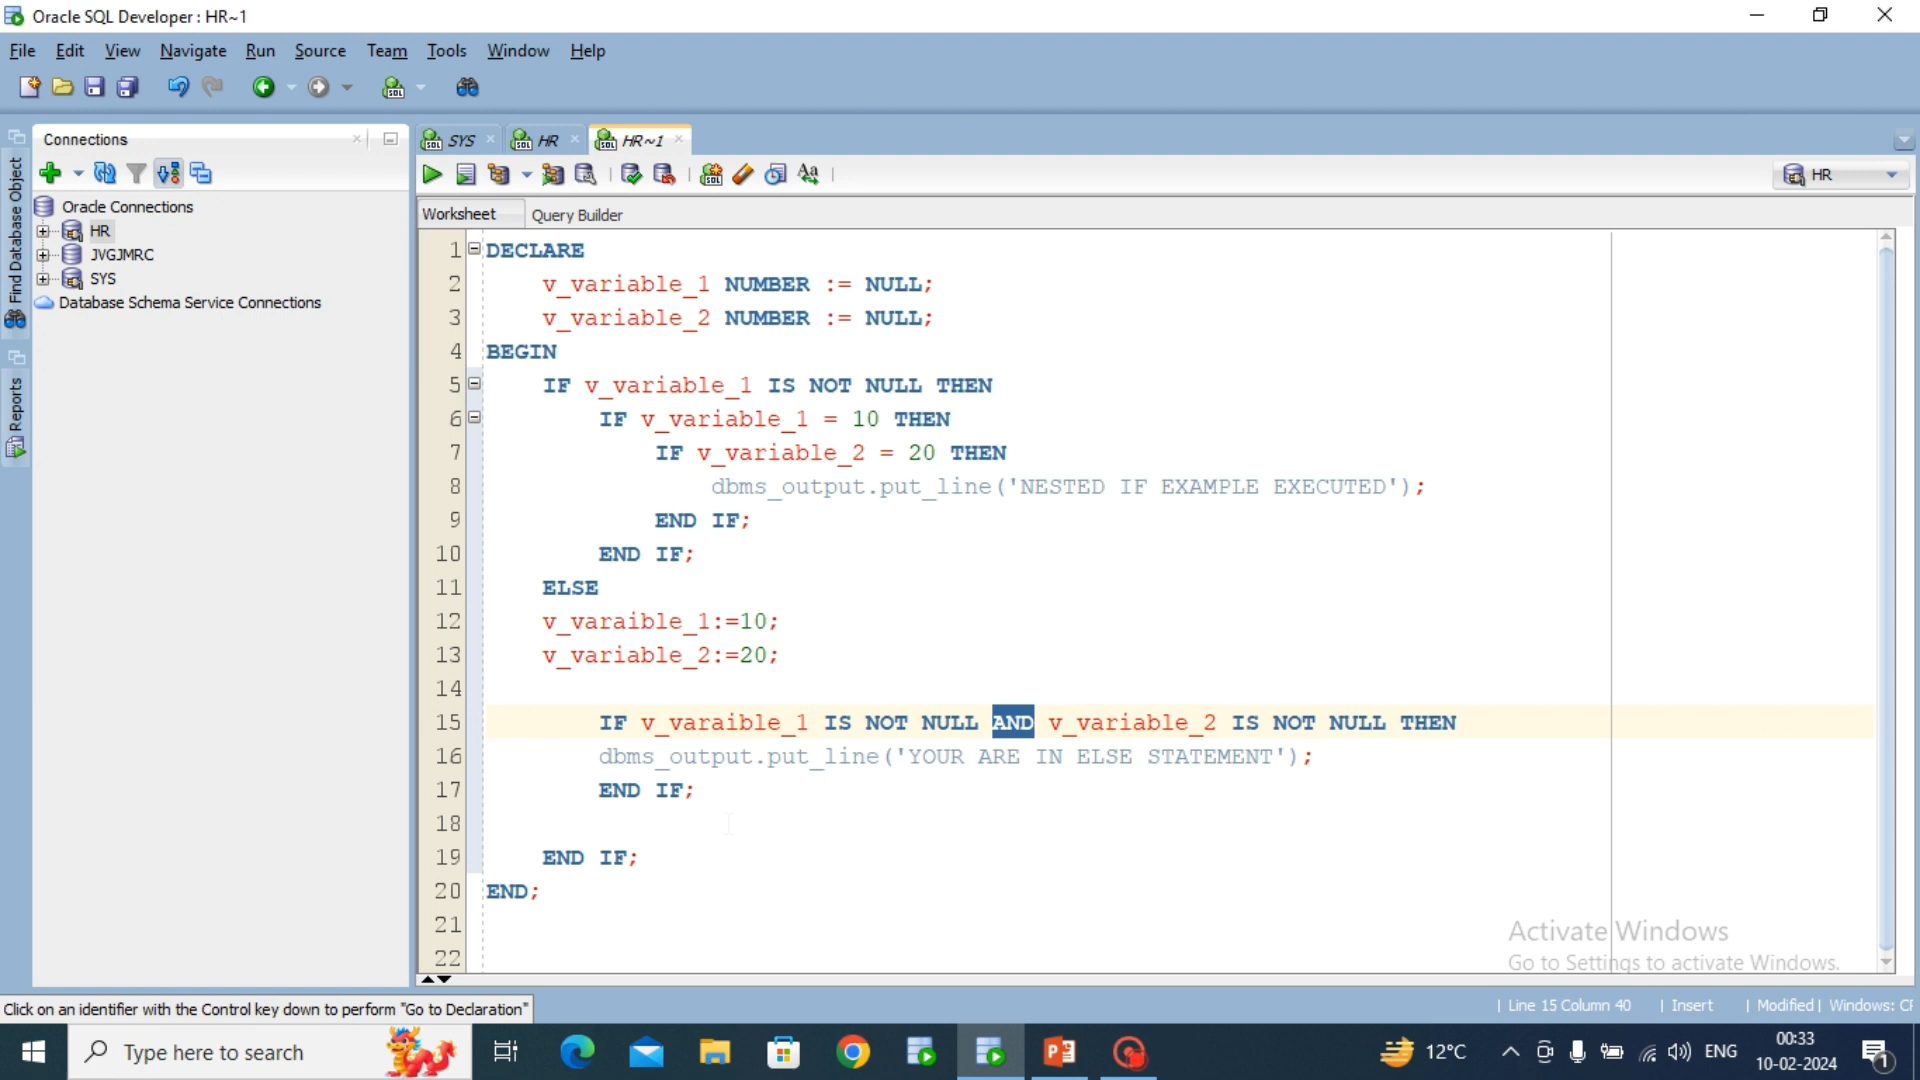 Oracle SQL Developer : HR~1
File Edit View Navigate Run Source Team Tools Window Help
Connections
SYS HR HR~1
HR
Find Database Object
Reports
Oracle Connections
HR
JVGJMRC
SYS
Database Schema Service Connections
Worksheet Query Builder
1 DECLARE
2 v_variable_1 NUMBER := NULL;
3 v_variable_2 NUMBER := NULL;
4 BEGIN
5 IF v_variable_1 IS NOT NULL THEN
6 IF v_variable_1 = 10 THEN
7 IF v_variable_2 = 20 THEN
8 dbms_output.put_line('NESTED IF EXAMPLE EXECUTED');
9 END IF;
10 END IF;
11 ELSE
12 v_varaible_1:=10;
13 v_variable_2:=20;
14
15 IF v_varaible_1 IS NOT NULL AND v_variable_2 IS NOT NULL THEN
16 dbms_output.put_line('YOUR ARE IN ELSE STATEMENT');
17 END IF;
18
19 END IF;
20 END;
21
22
Activate Windows
Go to Settings to activate Windows.
Click on an identifier with the Control key down to perform "Go to Declaration"
| Line 15 Column 40 | Insert | Modified | Windows: CF
Type here to search
12°C
ENG
00:33
10-02-2024
1